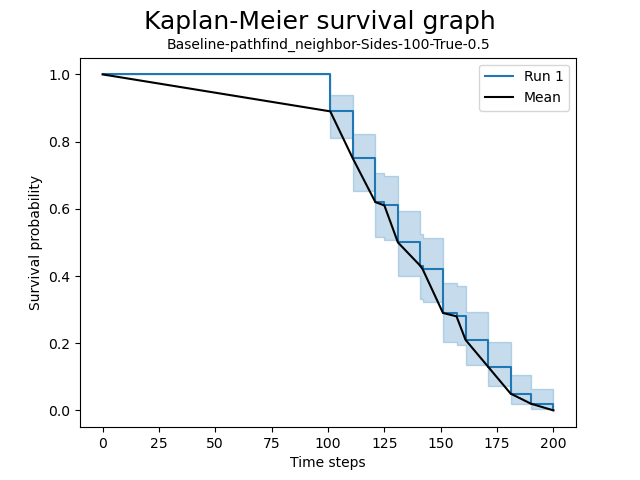 Kaplan-Meier survival graph
Baseline-pathfind_neighbor-Sides-100-True-0.5
Run 1
Mean
Survival probability
1.0
0.8
0.6
0.4
0.2
0.0
0 25 50 75 100 125 150 175 200
Time steps